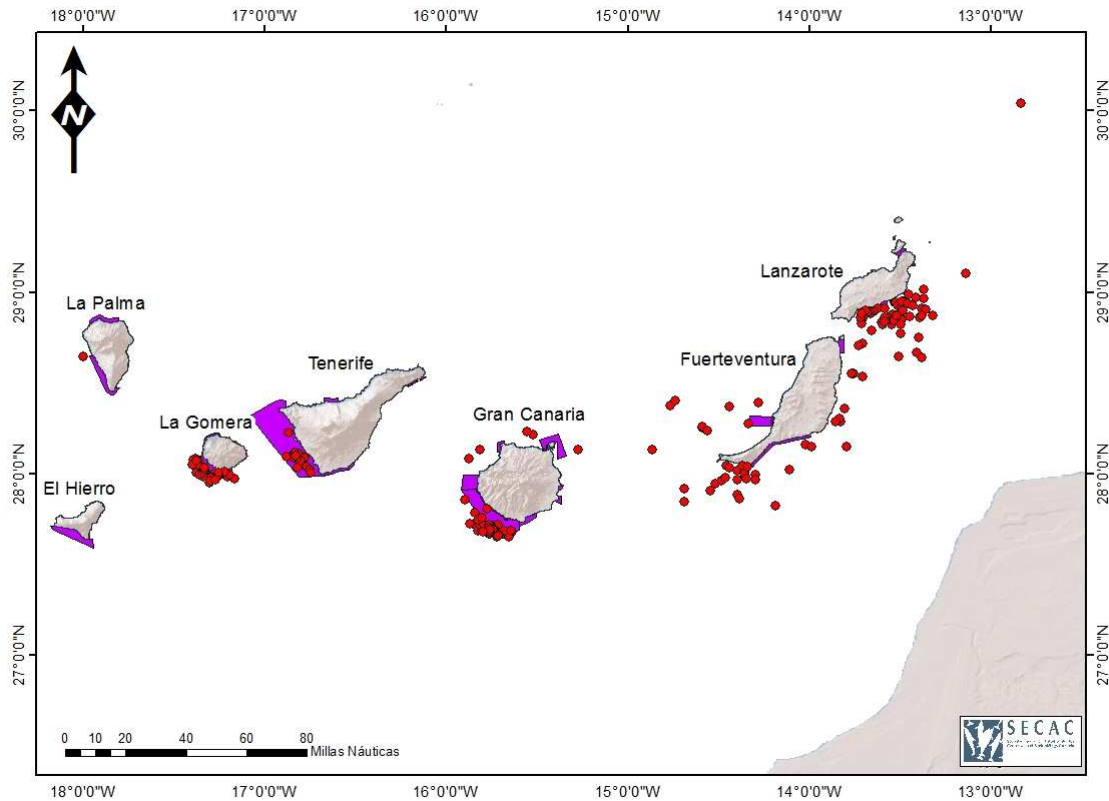 18°0'0"W 17°0'0"W 16°0'0"W 15°0'0"W 14°0'0"W 13°0'0"W
30°0'0"N 30°0'0"N
N
Lanzarote
29°0'0"N 29°0'0"N
La Palma
Fuerteventura
Tenerife
Gran Canaria
La Gomera
28°0'0"N 28°0'0"N
El Hierro
27°0'0"N 27°0'0"N
SECAC
0 5 10 20 40 60 80
Millas Náuticas
18°0'0"W 17°0'0"W 16°0'0"W 15°0'0"W 14°0'0"W 13°0'0"W